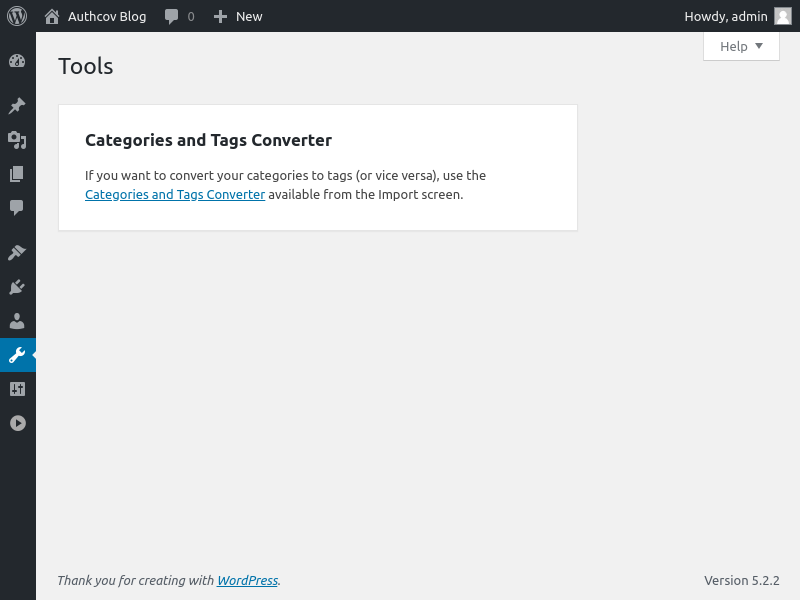 Authcov Blog 0 New Howdy, admin
Help
Tools
Categories and Tags Converter
If you want to convert your categories to tags (or vice versa), use the
Categories and Tags Converter available from the Import screen.
Thank you for creating with WordPress. Version 5.2.2